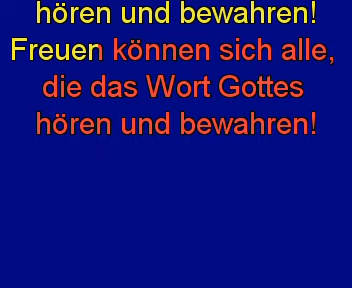 hören und bewahren!
Freuen können sich alle,
die das Wort Gottes
hören und bewahren!